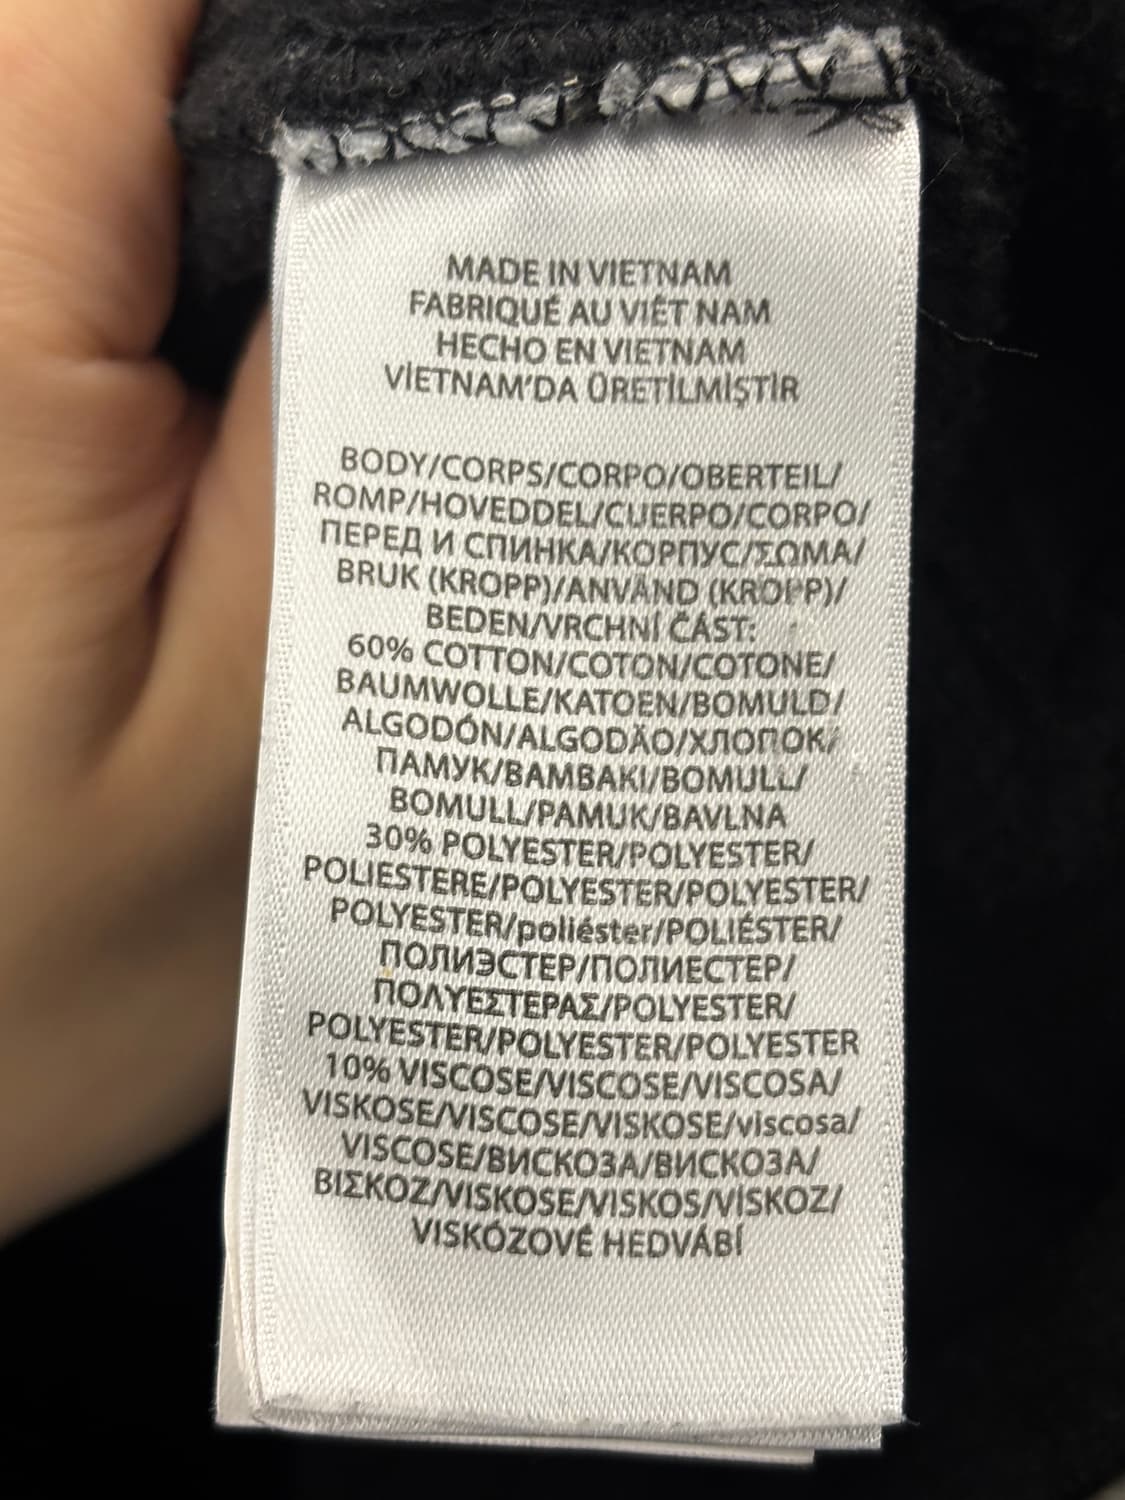 MADE IN VIETNAM
FABRIQUÉ AU VIÊT NAM
HECHO EN VIETNAM
VİETNAM'DA ÜRETİLMİŞTİR
BODY/CORPS/CORPO/OBERTEIL/
ROMP/HOVEDDEL/CUERPO/CORPO/
ПЕРЕД И СПИНКА/КОРПУС/ΣΩΜΑ/
BRUK (KROPP)/ANVÄND (KROPP)/
BEDEN/VRCHNÍ ČÁST:
60% COTTON/COTON/COTONE/
BAUMWOLLE/KATOEN/BOMULD/
ALGODÓN/ALGODÃO/ХЛОПОК/
ПАМУК/ΒΑΜΒΑΚΙ/BOMULL/
BOMULL/PAMUK/BAVLNA
30% POLYESTER/POLYESTER/
POLIESTERE/POLYESTER/POLYESTER/
POLYESTER/poliéster/POLIÉSTER/
ПОЛИЭСТЕР/ПОЛИЕСТЕР/
ΠΟΛΥΕΣΤΕΡΑΣ/POLYESTER/
POLYESTER/POLYESTER/POLYESTER
10% VISCOSE/VISCOSE/VISCOSA/
VISKOSE/VISCOSE/VISKOSE/viscosa/
VISCOSE/ВИСКОЗА/ВИСКОЗА/
ΒΙΣΚΟΖ/VISKOSE/VISKOS/VİSKOZ/
VISKÓZOVÉ HEDVÁBÍ